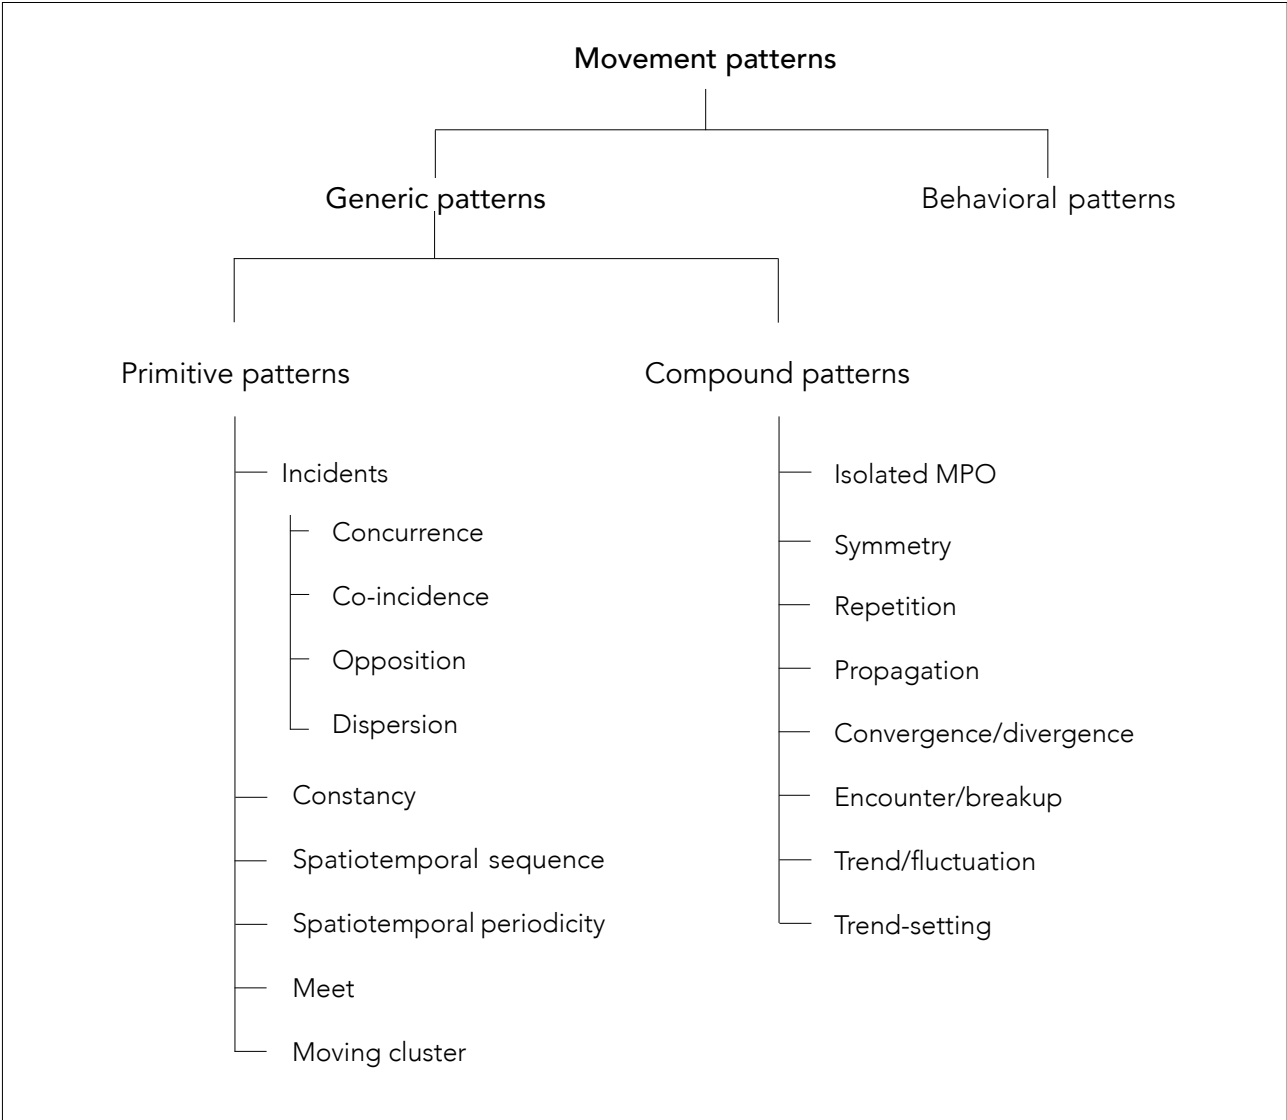 Movement patterns
Generic patterns
Behavioral patterns
Primitive patterns
Compound patterns
Incidents
Concurrence
Co-incidence
Opposition
Dispersion
Constancy
Spatiotemporal sequence
Spatiotemporal periodicity
Meet
Moving cluster
Isolated MPO
Symmetry
Repetition
Propagation
Convergence/divergence
Encounter/breakup
Trend/fluctuation
Trend-setting